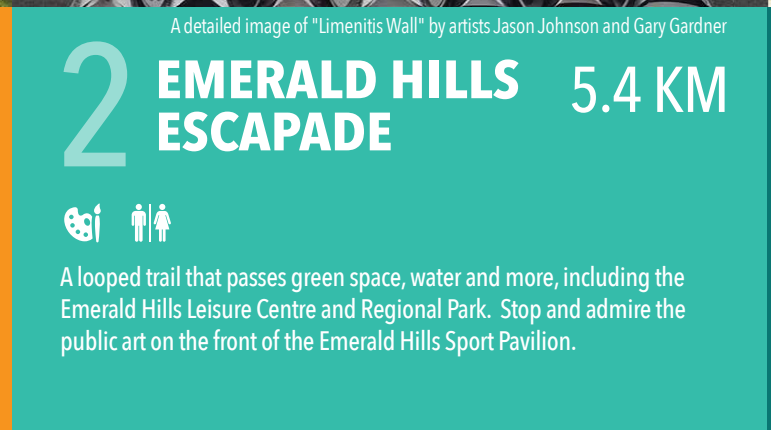 A detailed image of "Limenitis Wall" by artists Jason Johnson and Gary Gardner
2
EMERALD HILLS
ESCAPADE
5.4 KM
A looped trail that passes green space, water and more, including the
Emerald Hills Leisure Centre and Regional Park.  Stop and admire the
public art on the front of the Emerald Hills Sport Pavilion.